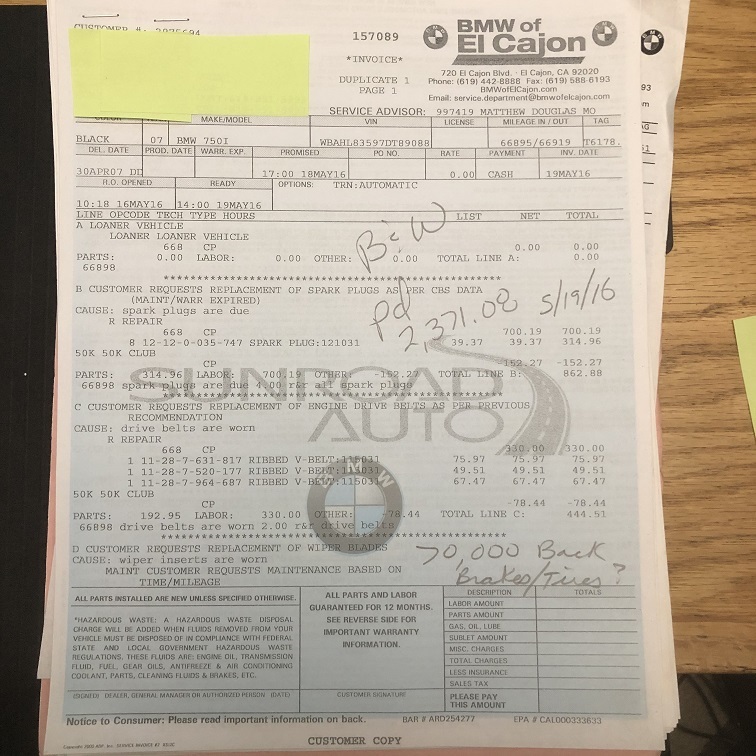 CUSTOMER #: 2875694
157089
*INVOICE*
DUPLICATE 1
PAGE 1
BMW of
El Cajon
720 El Cajon Blvd. · El Cajon, CA 92020
Phone: (619) 442-8888 Fax: (619) 588-6193
BMWofElCajon.com
Email: service.department@bmwofelcajon.com
SERVICE ADVISOR: 997419 MATTHEW DOUGLAS MO
COLOR MAKE/MODEL VIN LICENSE MILEAGE IN / OUT TAG
BLACK 07 BMW 750I WBAHL83597DT89088 66895/66919 T6178
DEL. DATE PROD. DATE WARR. EXP. PROMISED PO NO. RATE PAYMENT INV. DATE
30APR07 DD 17:00 18MAY16 0.00 CASH 19MAY16
R.O. OPENED READY OPTIONS: TRN:AUTOMATIC
10:18 16MAY16 14:00 19MAY16
LINE OPCODE TECH TYPE HOURS LIST NET TOTAL
A LOANER VEHICLE
LOANER LOANER VEHICLE
668 CP 0.00 0.00
PARTS: 0.00 LABOR: 0.00 OTHER: 0.00 TOTAL LINE A: 0.00
66898
B&W
B CUSTOMER REQUESTS REPLACEMENT OF SPARK PLUGS AS PER CBS DATA
(MAINT/WARR EXPIRED)
pd 2,371.08 5/19/16
CAUSE: spark plugs are due
R REPAIR
668 CP 700.19 700.19
8 12-12-0-035-747 SPARK PLUG:121031 39.37 39.37 314.96
50K 50K CLUB
CP -152.27 -152.27
PARTS: 314.96 LABOR: 700.19 OTHER: -152.27 TOTAL LINE B: 862.88
66898 spark plugs are due 4.00 r&r all spark plugs
SUNROAD
AUTO
C CUSTOMER REQUESTS REPLACEMENT OF ENGINE DRIVE BELTS AS PER PREVIOUS
RECOMMENDATION
CAUSE: drive belts are worn
R REPAIR
668 CP 330.00 330.00
1 11-28-7-631-817 RIBBED V-BELT:115031 75.97 75.97 75.97
1 11-28-7-520-177 RIBBED V-BELT:115031 49.51 49.51 49.51
1 11-28-7-964-687 RIBBED V-BELT:115031 67.47 67.47 67.47
50K 50K CLUB
CP -78.44 -78.44
PARTS: 192.95 LABOR: 330.00 OTHER: -78.44 TOTAL LINE C: 444.51
66898 drive belts are worn 2.00 r&r drive belts
D CUSTOMER REQUESTS REPLACEMENT OF WIPER BLADES
CAUSE: wiper inserts are worn
MAINT CUSTOMER REQUESTS MAINTENANCE BASED ON
TIME/MILEAGE
70,000 Back
Brakes/Tires?
ALL PARTS INSTALLED ARE NEW UNLESS SPECIFIED OTHERWISE.
*HAZARDOUS WASTE: A HAZARDOUS WASTE DISPOSAL
CHARGE WILL BE ADDED WHEN FLUIDS REMOVED FROM YOUR
VEHICLE MUST BE DISPOSED OF IN COMPLIANCE WITH FEDERAL
STATE AND LOCAL GOVERNMENT HAZARDOUS WASTE
REGULATIONS. THESE FLUIDS ARE: ENGINE OIL, TRANSMISSION
FLUID, FUEL, GEAR OILS, ANTIFREEZE & AIR CONDITIONING
COOLANT, PARTS, CLEANING FLUIDS & BRAKES, ETC.
(SIGNED) DEALER, GENERAL MANAGER OR AUTHORIZED PERSON (DATE)
ALL PARTS AND LABOR
GUARANTEED FOR 12 MONTHS.
SEE REVERSE SIDE FOR
IMPORTANT WARRANTY
INFORMATION.
CUSTOMER SIGNATURE
DESCRIPTION TOTALS
LABOR AMOUNT
PARTS AMOUNT
GAS, OIL, LUBE
SUBLET AMOUNT
MISC. CHARGES
TOTAL CHARGES
LESS INSURANCE
SALES TAX
PLEASE PAY
THIS AMOUNT
Notice to Consumer: Please read important information on back.
BAR # ARD254277 EPA # CAL000333633
CUSTOMER COPY